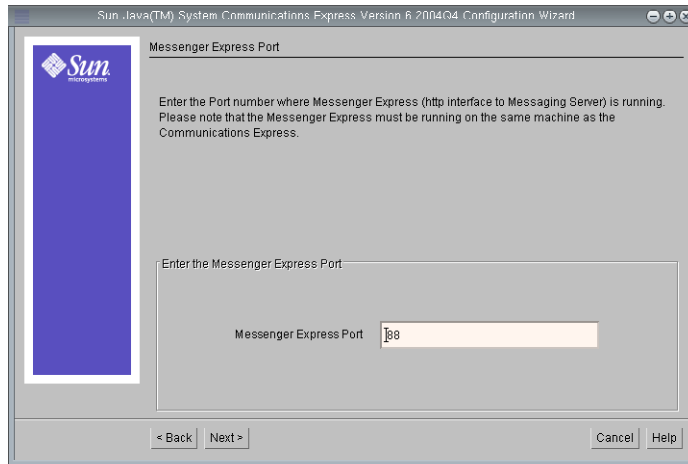 Sun Java(TM) System Communications Express Version 6 2004Q4 Configuration Wizard
Sun
microsystems
Messenger Express Port
Enter the Port number where Messenger Express (http interface to Messaging Server) is running.
Please note that the Messenger Express must be running on the same machine as the
Communications Express.
Enter the Messenger Express Port
Messenger Express Port
88
< Back
Next >
Cancel
Help